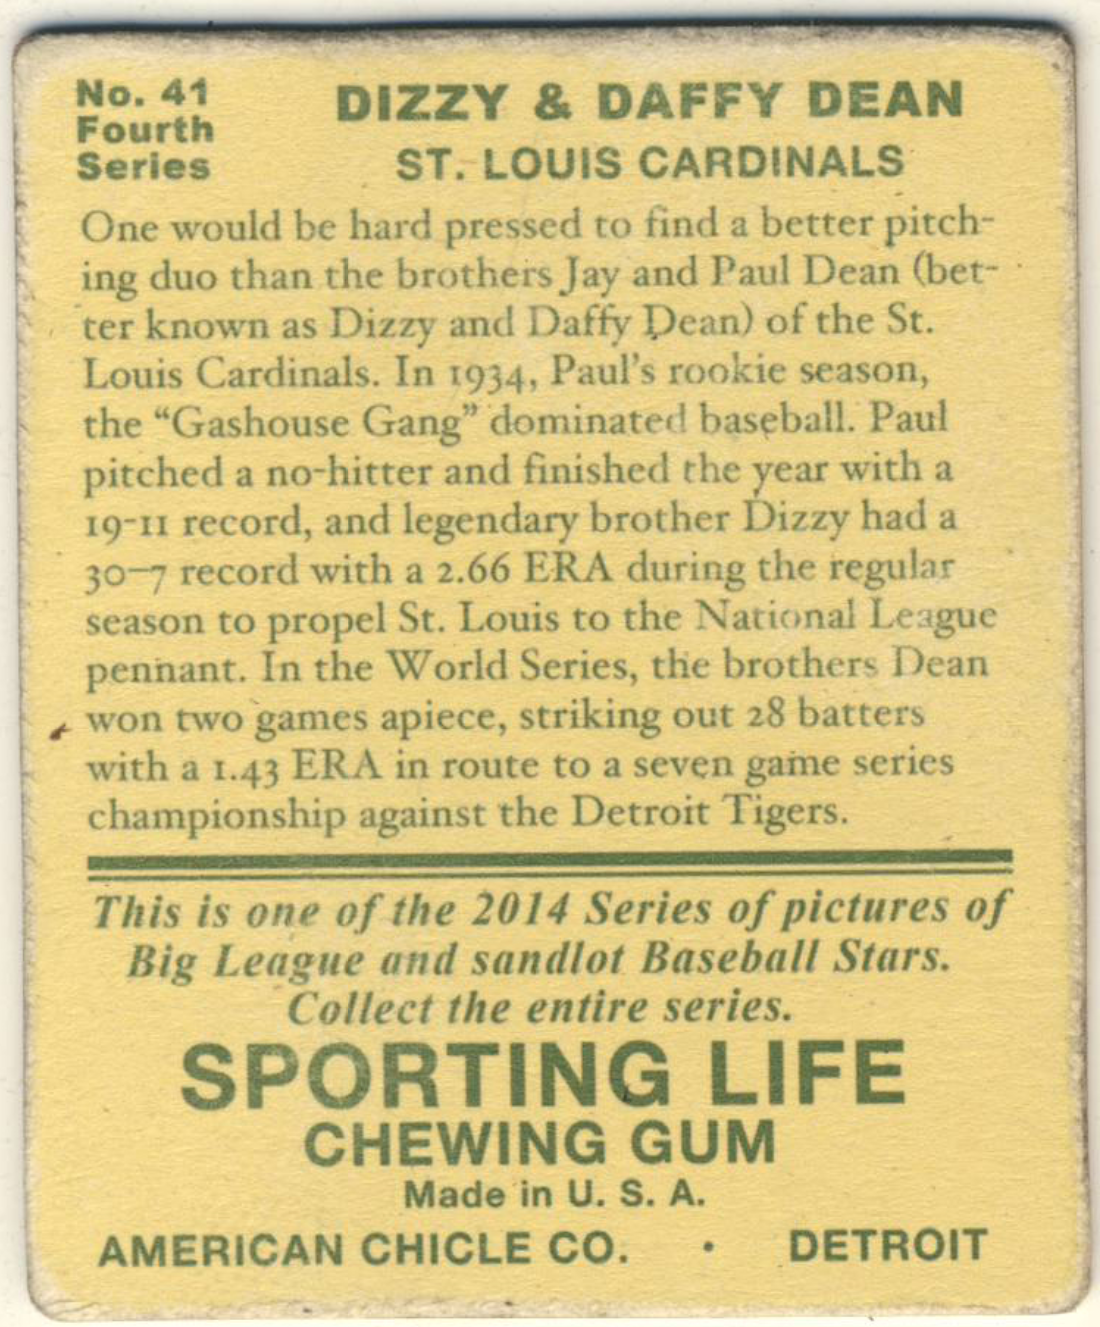 No. 41
Fourth
Series
DIZZY & DAFFY DEAN
ST. LOUIS CARDINALS
One would be hard pressed to find a better pitch-
ing duo than the brothers Jay and Paul Dean (bet-
ter known as Dizzy and Daffy Dean) of the St.
Louis Cardinals. In 1934, Paul's rookie season,
the “Gashouse Gang” dominated baseball. Paul
pitched a no-hitter and finished the year with a
19-11 record, and legendary brother Dizzy had a
30–7 record with a 2.66 ERA during the regular
season to propel St. Louis to the National League
pennant. In the World Series, the brothers Dean
won two games apiece, striking out 28 batters
with a 1.43 ERA in route to a seven game series
championship against the Detroit Tigers.
This is one of the 2014 Series of pictures of
Big League and sandlot Baseball Stars.
Collect the entire series.
SPORTING LIFE
CHEWING GUM
Made in U. S. A.
AMERICAN CHICLE CO. • DETROIT